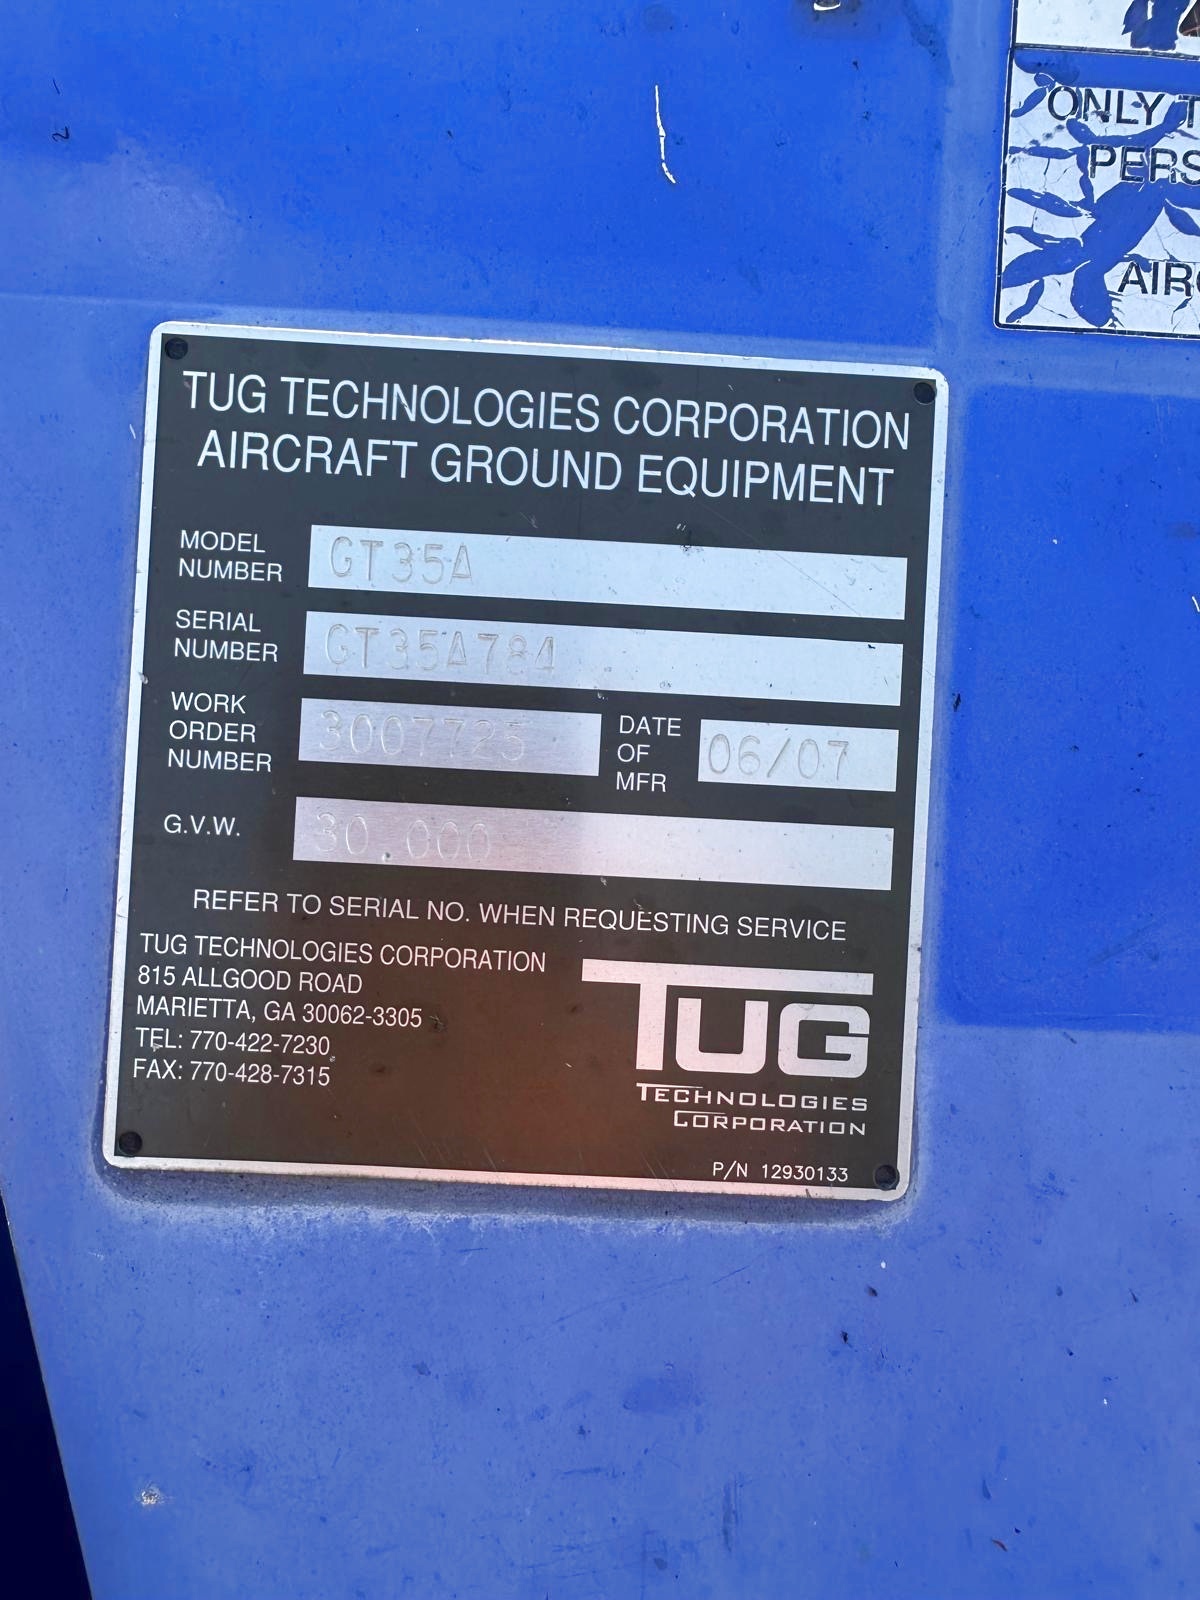 ONLY T
PERS
AIRC
TUG TECHNOLOGIES CORPORATION
AIRCRAFT GROUND EQUIPMENT
MODEL NUMBER GT35A
SERIAL NUMBER GT35A784
WORK ORDER NUMBER 3007725 DATE OF MFR 06/07
G.V.W. 30,000
REFER TO SERIAL NO. WHEN REQUESTING SERVICE
TUG TECHNOLOGIES CORPORATION
815 ALLGOOD ROAD
MARIETTA, GA 30062-3305
TEL: 770-422-7230
FAX: 770-428-7315
TUG
TECHNOLOGIES
CORPORATION
P/N 12930133